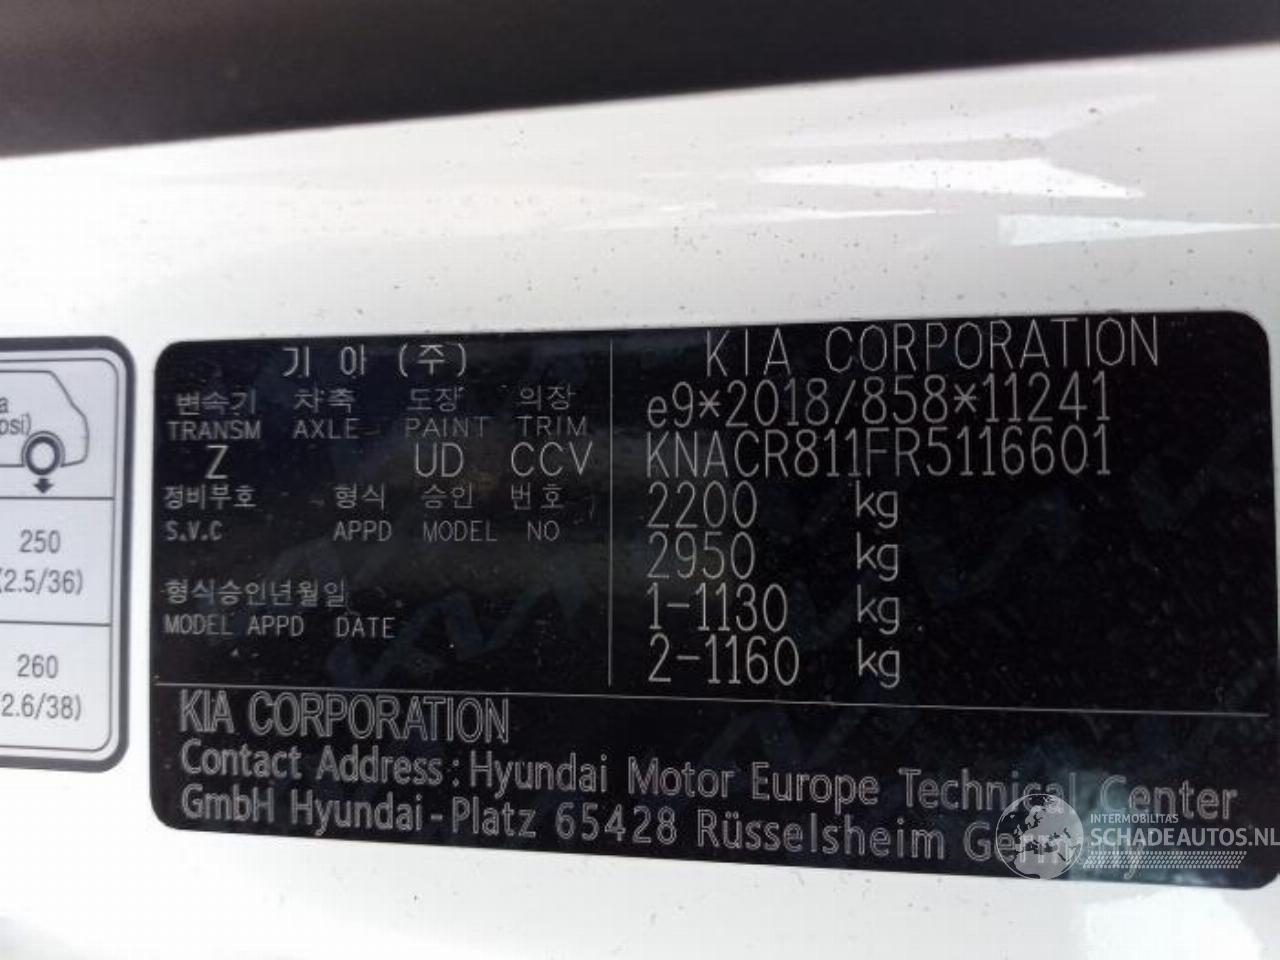 기 아 (주)
변속기 차축 도장 의장
TRANSM AXLE PAINT TRIM
Z UD CCV
정비부호 형식 승인 번호
S.V.C APPD MODEL NO
형식승인년월일
MODEL APPD DATE
KIA CORPORATION
e9*2018/858*11241
KNACR811FR5116601
2200 kg
2950 kg
1-1130 kg
2-1160 kg
KIA CORPORATION
Contact Address : Hyundai Motor Europe Technical Center
GmbH Hyundai-Platz 65428 Rüsselsheim Germany
250
(2.5/36)
260
2.6/38)
INTERMOBILITAS
SCHADEAUTOS.NL